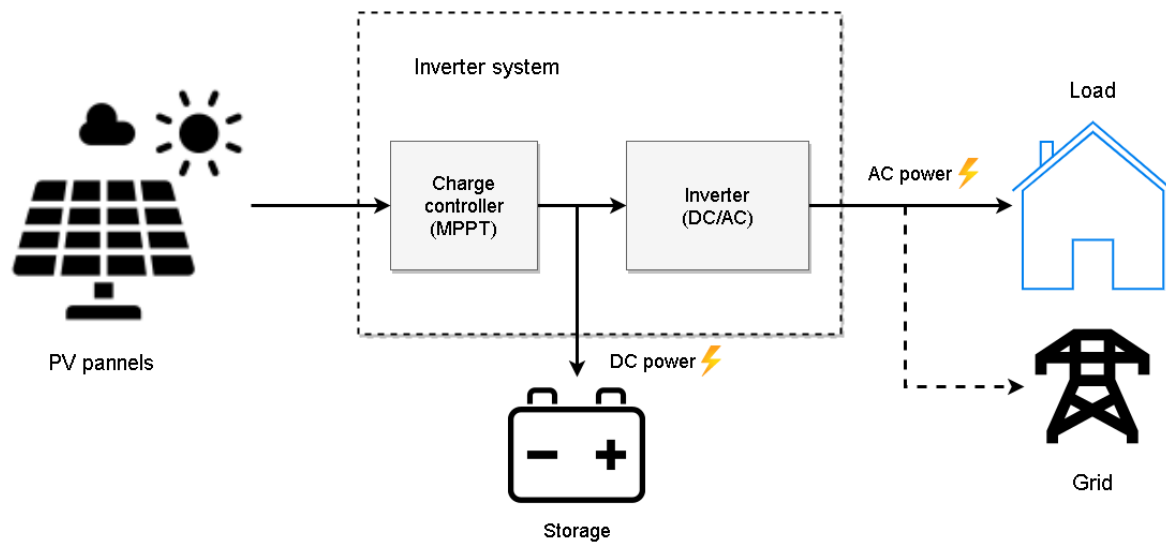 Inverter system
Load
Charge
controller
(MPPT)
Inverter
(DC/AC)
AC power
PV pannels
DC power
Storage
Grid